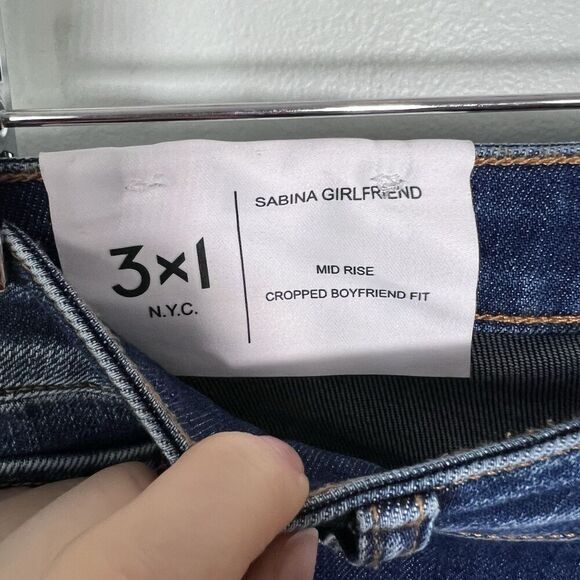 3x1
N.Y.C.
SABINA GIRLFRIEND
MID RISE
CROPPED BOYFRIEND FIT